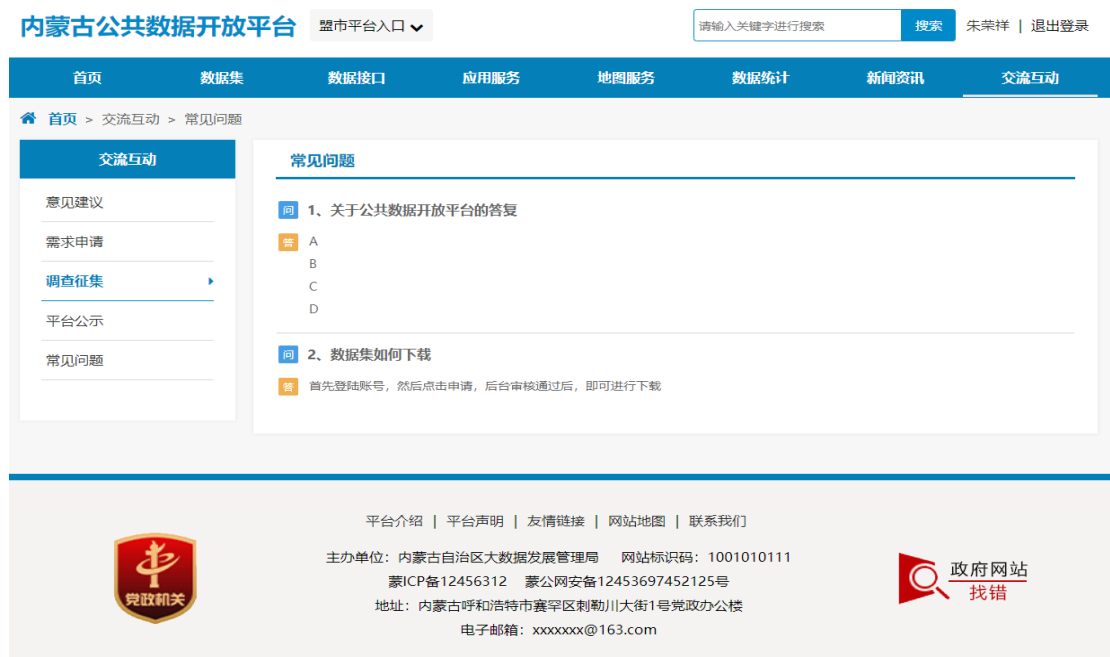 内蒙古公共数据开放平台 盟市平台入口 请输入关键字进行搜索 搜索 朱荣祥 | 退出登录
首页 数据集 数据接口 应用服务 地图服务 数据统计 新闻资讯 交流互动
首页 > 交流互动 > 常见问题
交流互动
意见建议
需求申请
调查征集
平台公示
常见问题
常见问题
问 1、关于公共数据开放平台的答复
答 A
B
C
D
问 2、数据集如何下载
答 首先登陆账号，然后点击申请，后台审核通过后，即可进行下载
平台介绍 | 平台声明 | 友情链接 | 网站地图 | 联系我们
主办单位：内蒙古自治区大数据发展管理局 网站标识码：1001010111
蒙ICP备12456312 蒙公网安备12453697452125号
地址：内蒙古呼和浩特市赛罕区刺勒川大街1号党政办公楼
电子邮箱：xxxxxxx@163.com
党政机关
政府网站
找错